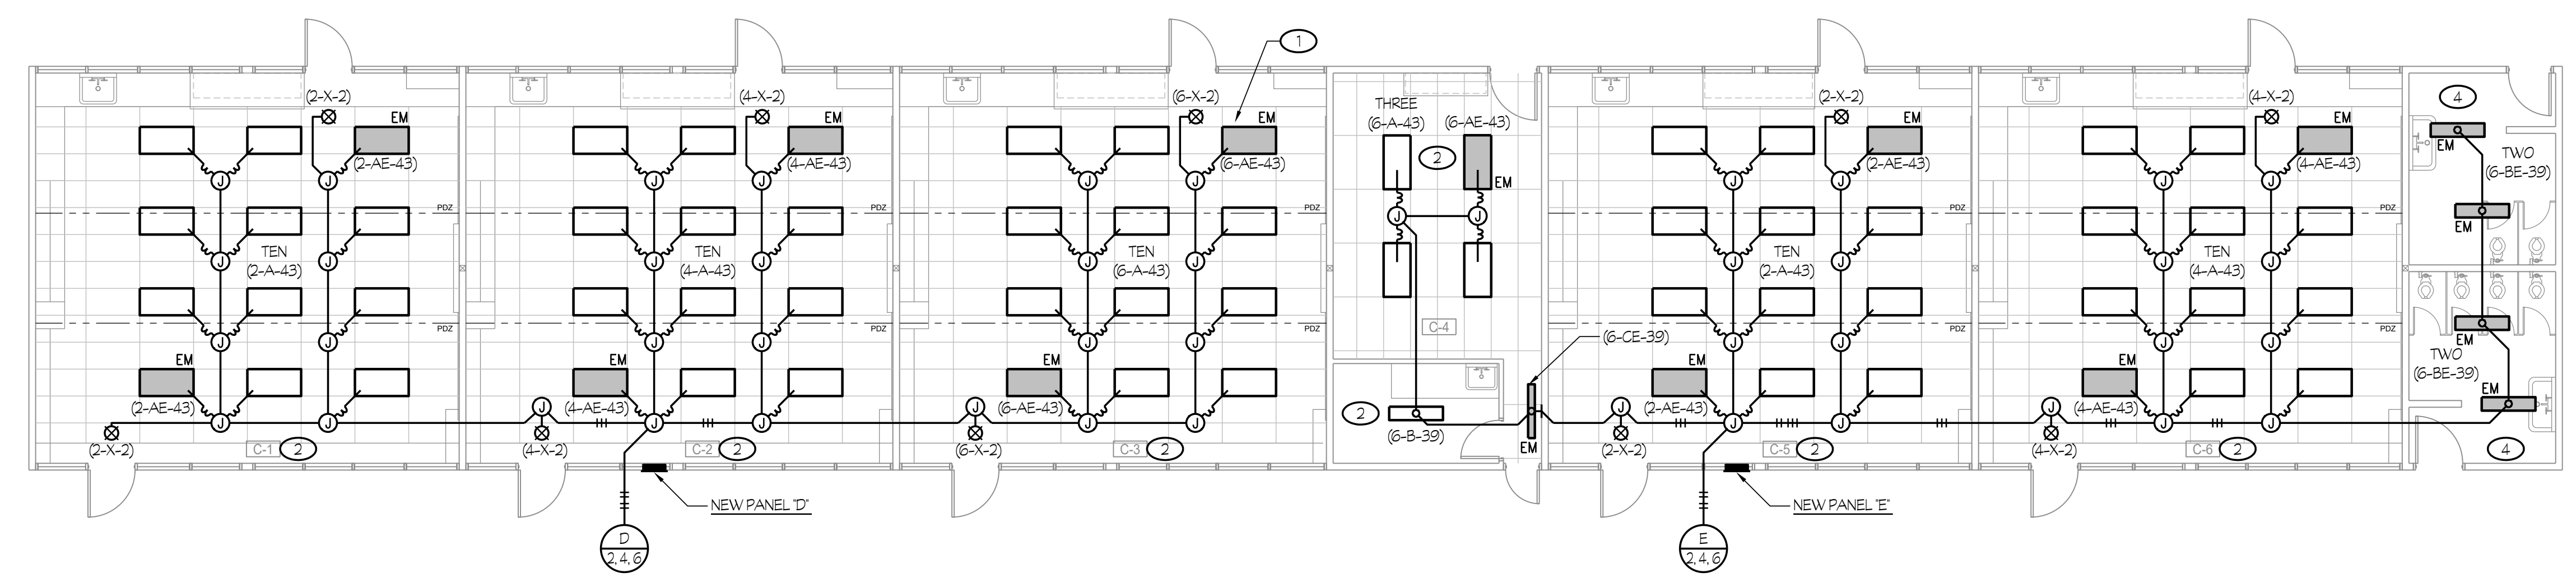 1
(2-X-2)
EM
(2-AE-43)
J
J
PDZ
TEN
(2-A-43)
J
J
PDZ
J
J
EM
(2-AE-43)
J
J
(2-X-2)
C-1
2
(4-X-2)
EM
(4-AE-43)
J
J
PDZ
TEN
(4-A-43)
J
J
PDZ
J
J
EM
(4-AE-43)
J
J
J
(4-X-2)
C-2
2
NEW PANEL "D"
D
2, 4, 6
(6-X-2)
EM
(6-AE-43)
J
J
PDZ
TEN
(6-A-43)
J
J
PDZ
J
J
EM
(6-AE-43)
J
J
J
(6-X-2)
C-3
2
THREE
(6-A-43)
(6-AE-43)
2
EM
J
J
C-4
2
(6-B-39)
(6-CE-39)
EM
(2-X-2)
EM
(2-AE-43)
J
J
PDZ
TEN
(2-A-43)
J
J
PDZ
J
J
EM
(2-AE-43)
J
J
J
(2-X-2)
C-5
2
NEW PANEL "E"
E
2, 4, 6
(4-X-2)
EM
(4-AE-43)
J
J
PDZ
TEN
(4-A-43)
J
J
PDZ
J
J
EM
(4-AE-43)
J
J
J
(4-X-2)
C-6
2
4
EM
TWO
(6-BE-39)
EM
EM
TWO
(6-BE-39)
EM
4